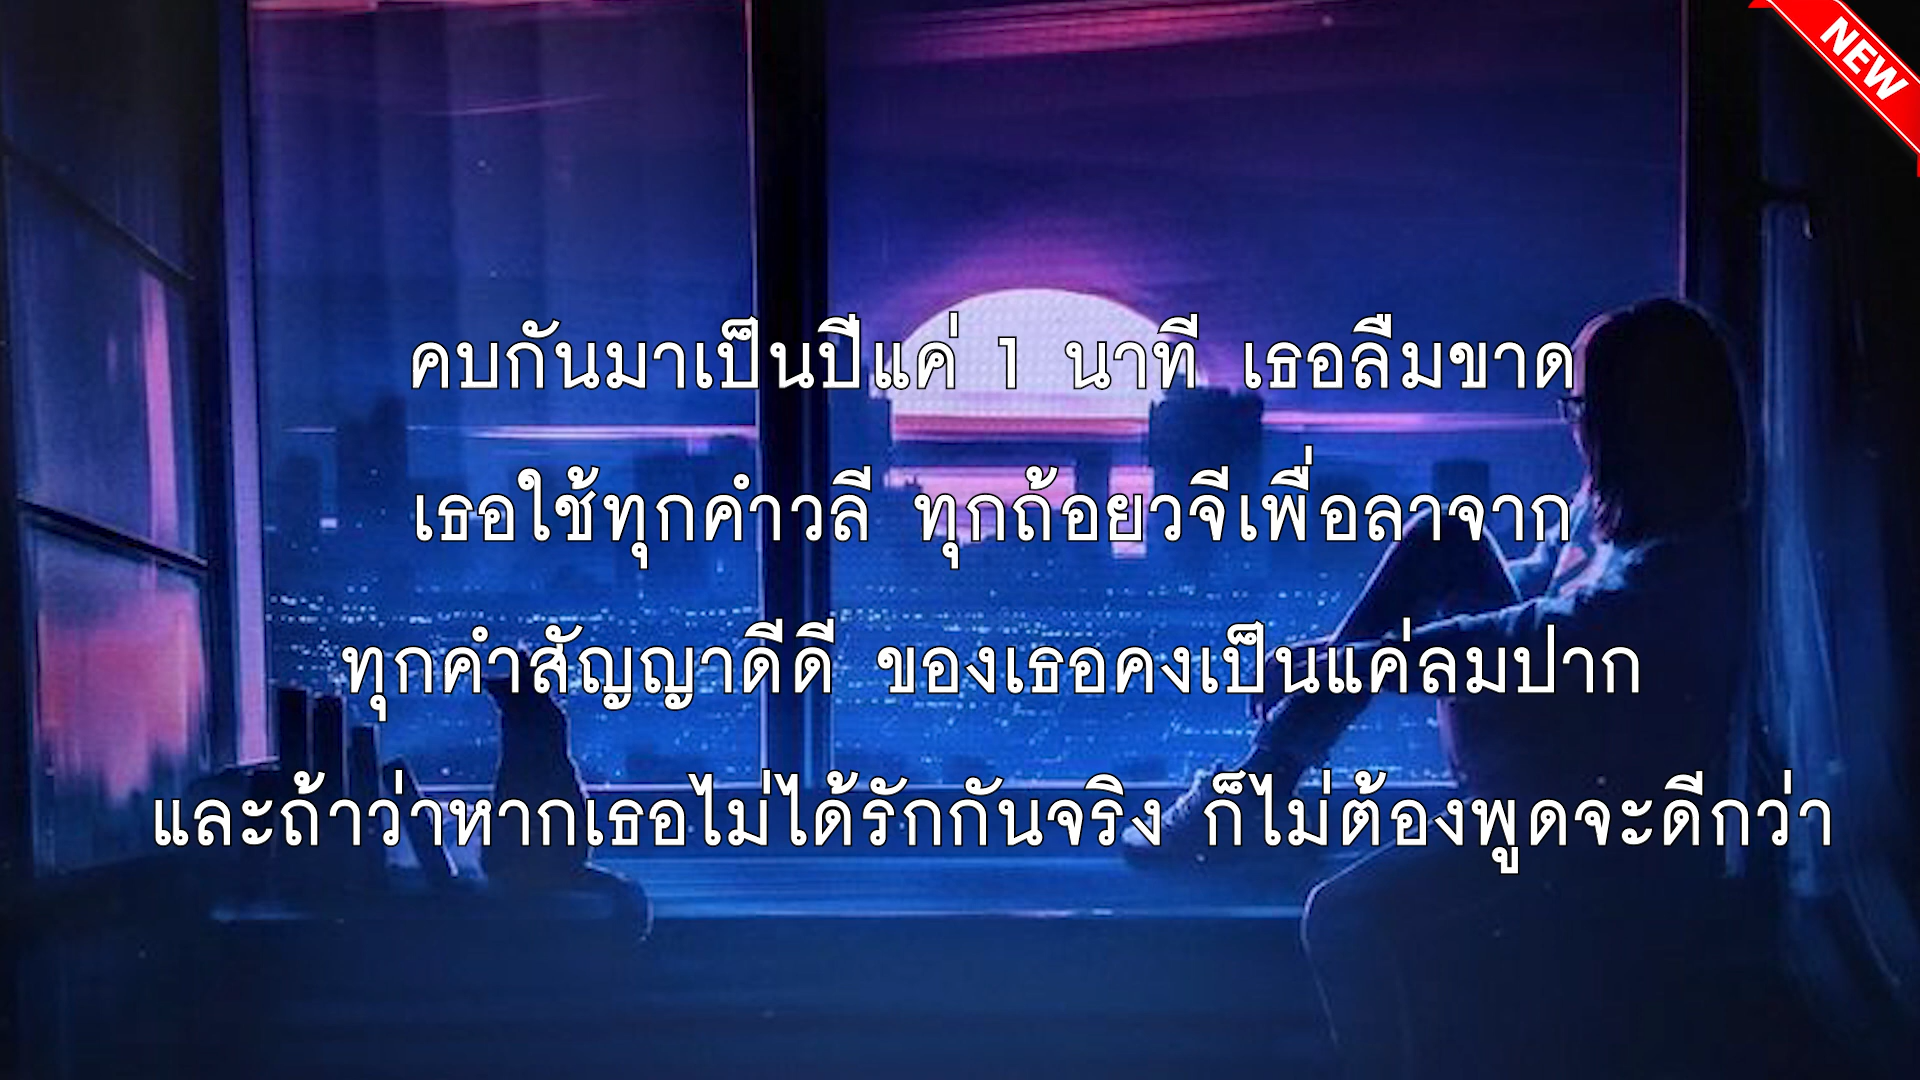 NEW
คบกันมาเป็นปีแค่ 1 นาที เธอลืมขาด
เธอใช้ทุกคำวลี ทุกถ้อยวจีเพื่อลาจาก
ทุกคำสัญญาดีดี ของเธอคงเป็นแค่ลมปาก
และถ้าว่าหากเธอไม่ได้รักกันจริง ก็ไม่ต้องพูดจะดีกว่า